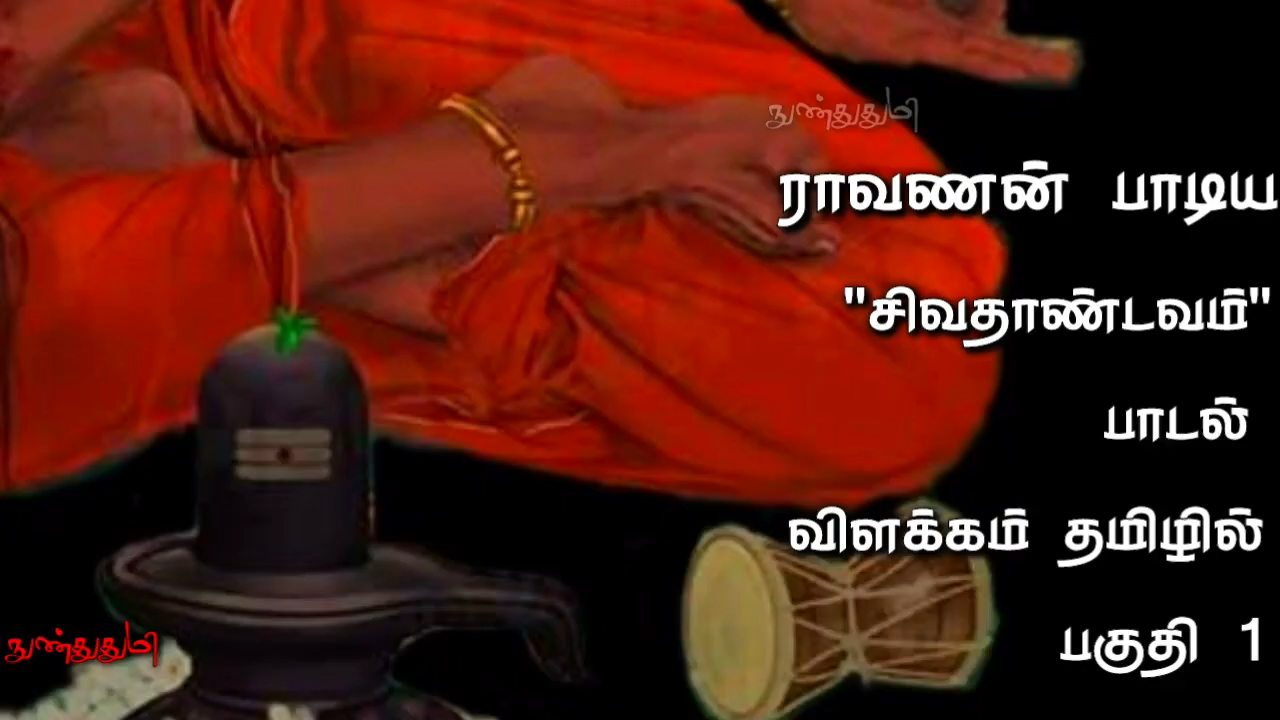 நுண்துதுமி
ராவணன் பாடிய
"சிவதாண்டவம்"
பாடல்
விளக்கம் தமிழில்
பகுதி 1
நுண்துதுமி